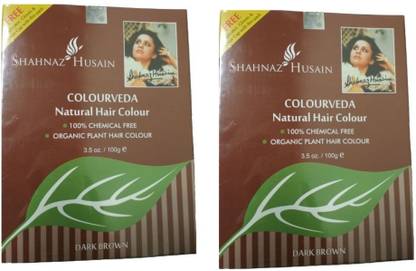 FREE
SHAHNAZ HUSAIN
COLOURVEDA
Natural Hair Colour
100% CHEMICAL FREE
ORGANIC PLANT HAIR COLOUR
3.5 oz. / 100g e
DARK BROWN
FREE
SHAHNAZ HUSAIN
COLOURVEDA
Natural Hair Colour
100% CHEMICAL FREE
ORGANIC PLANT HAIR COLOUR
3.5 oz. / 100g e
DARK BROWN